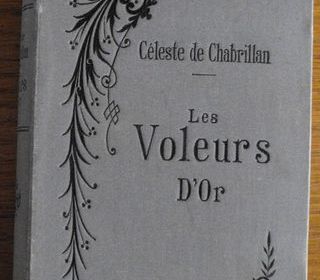 Céleste de Chabrillan
Les
Voleurs
D'Or